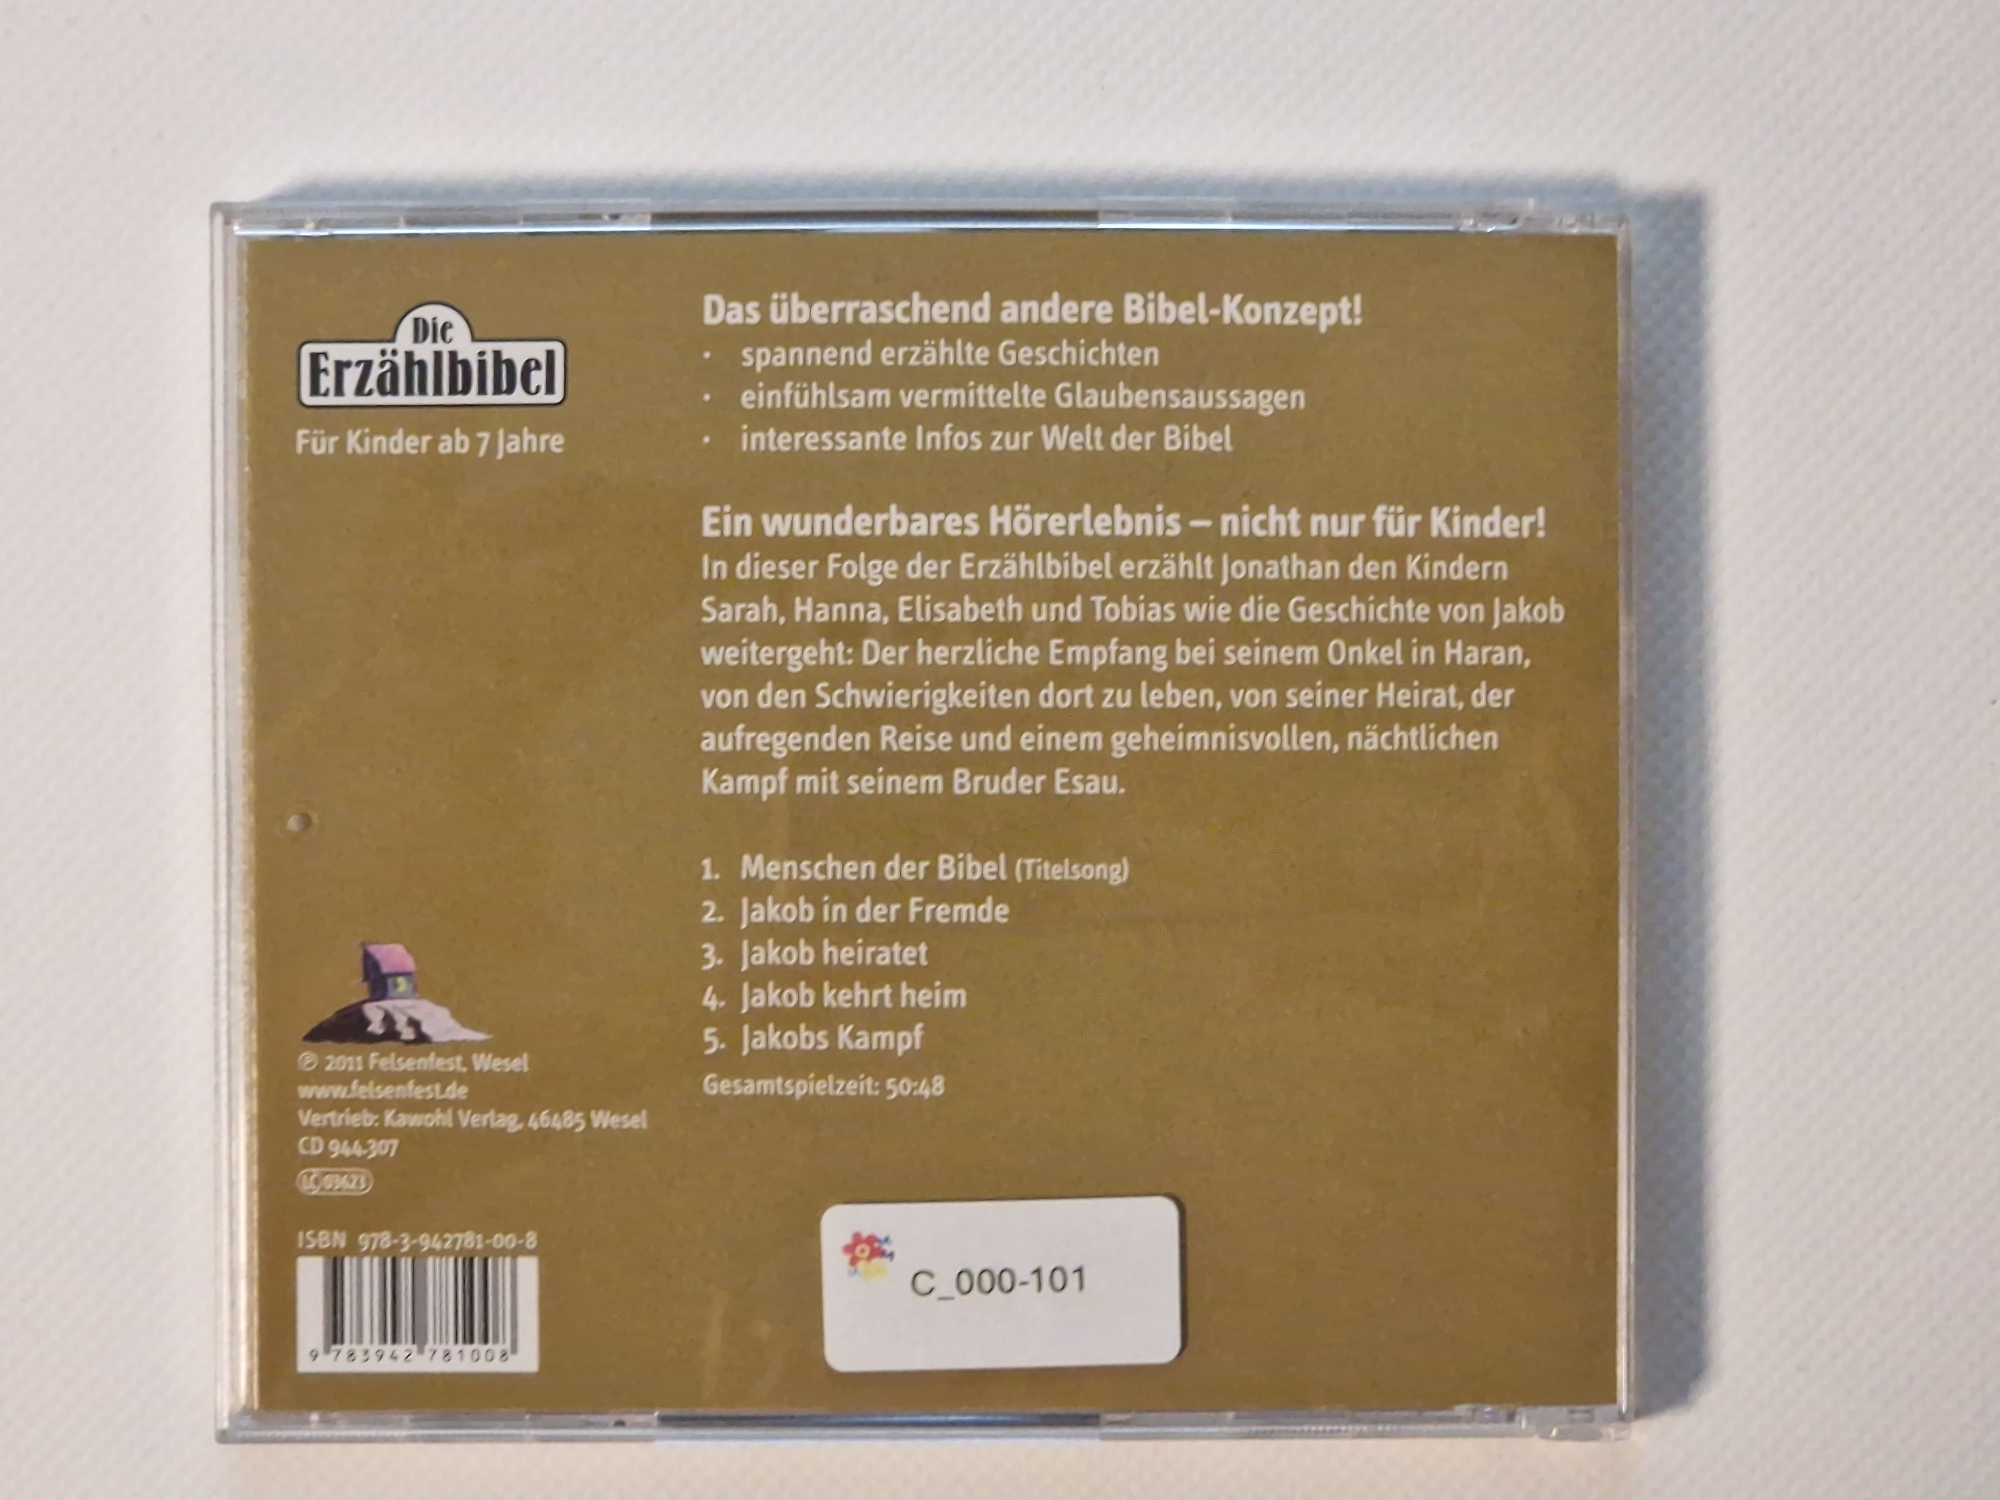 Die
Erzählbibel
Für Kinder ab 7 Jahre
Das überraschend andere Bibel-Konzept!
· spannend erzählte Geschichten
· einfühlsam vermittelte Glaubensaussagen
· interessante Infos zur Welt der Bibel
Ein wunderbares Hörerlebnis – nicht nur für Kinder!
In dieser Folge der Erzählbibel erzählt Jonathan den Kindern
Sarah, Hanna, Elisabeth und Tobias wie die Geschichte von Jakob
weitergeht: Der herzliche Empfang bei seinem Onkel in Haran,
von den Schwierigkeiten dort zu leben, von seiner Heirat, der
aufregenden Reise und einem geheimnisvollen, nächtlichen
Kampf mit seinem Bruder Esau.
1. Menschen der Bibel (Titelsong)
2. Jakob in der Fremde
3. Jakob heiratet
4. Jakob kehrt heim
5. Jakobs Kampf
Gesamtspielzeit: 50:48
℗ 2011 Felsenfest, Wesel
www.felsenfest.de
Vertrieb: Kawohl Verlag, 46485 Wesel
CD 944.307
LC 03623
ISBN 978-3-942781-00-8
9 783942 781008
C_000-101